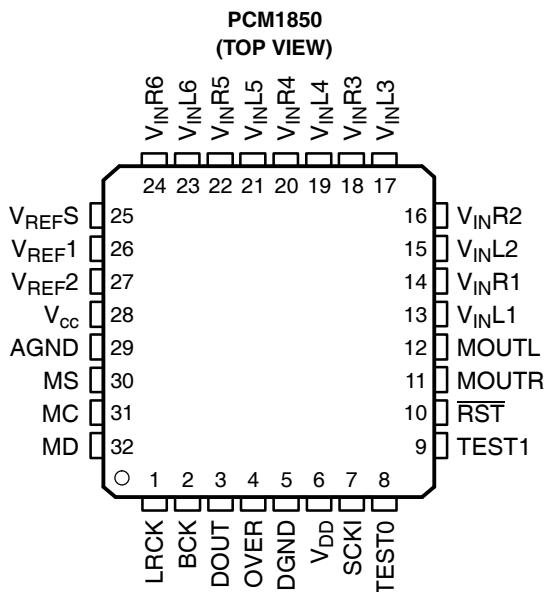 PCM1850
(TOP VIEW)
VINR6
VINL6
VINR5
VINL5
VINR4
VINL4
VINR3
VINL3
24 23 22 21 20 19 18 17
VREFS 25 16 VINR2
VREF1 26 15 VINL2
VREF2 27 14 VINR1
Vcc 28 13 VINL1
AGND 29 12 MOUTL
MS 30 11 MOUTR
MC 31 10 RST
MD 32 9 TEST1
1 2 3 4 5 6 7 8
LRCK
BCK
DOUT
OVER
DGND
VDD
SCKI
TEST0